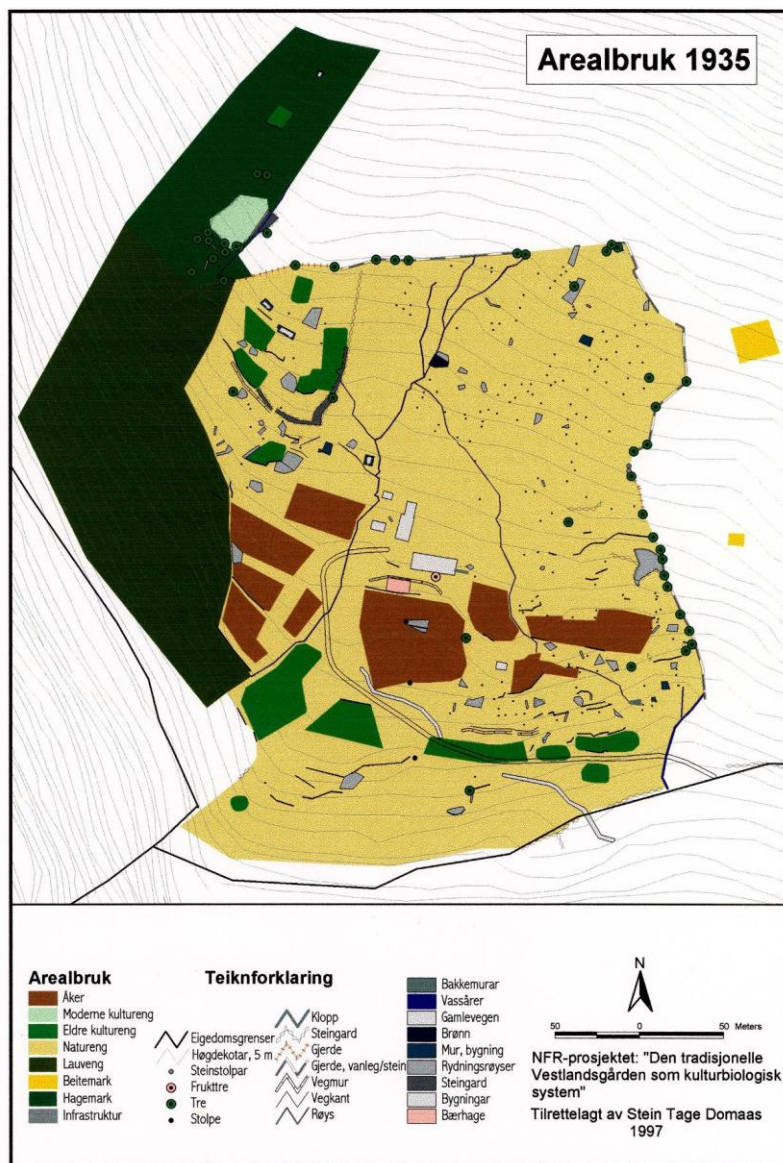 Arealbruk 1935
Arealbruk
Åker
Moderne kultureng
Eldre kultureng
Natureng
Lauveng
Beitemark
Hagemark
Infrastruktur
Teiknforklaring
Eigedomsgrenser
Høgdekotar, 5 m
Steinstolpar
Frukttre
Tre
Stolpe
Klopp
Steingard
Gjerde
Gjerde, vanleg/stein
Vegmur
Vegkant
Røys
Bakkemurar
Vassårer
Gamlevegen
Brønn
Mur, bygning
Rydningsrøyser
Steingard
Bygningar
Bærhage
N
50 0 50 Meters
NFR-prosjektet: "Den tradisjonelle
Vestlandsgården som kulturbiologisk
system"
Tilrettelagt av Stein Tage Domaas
1997